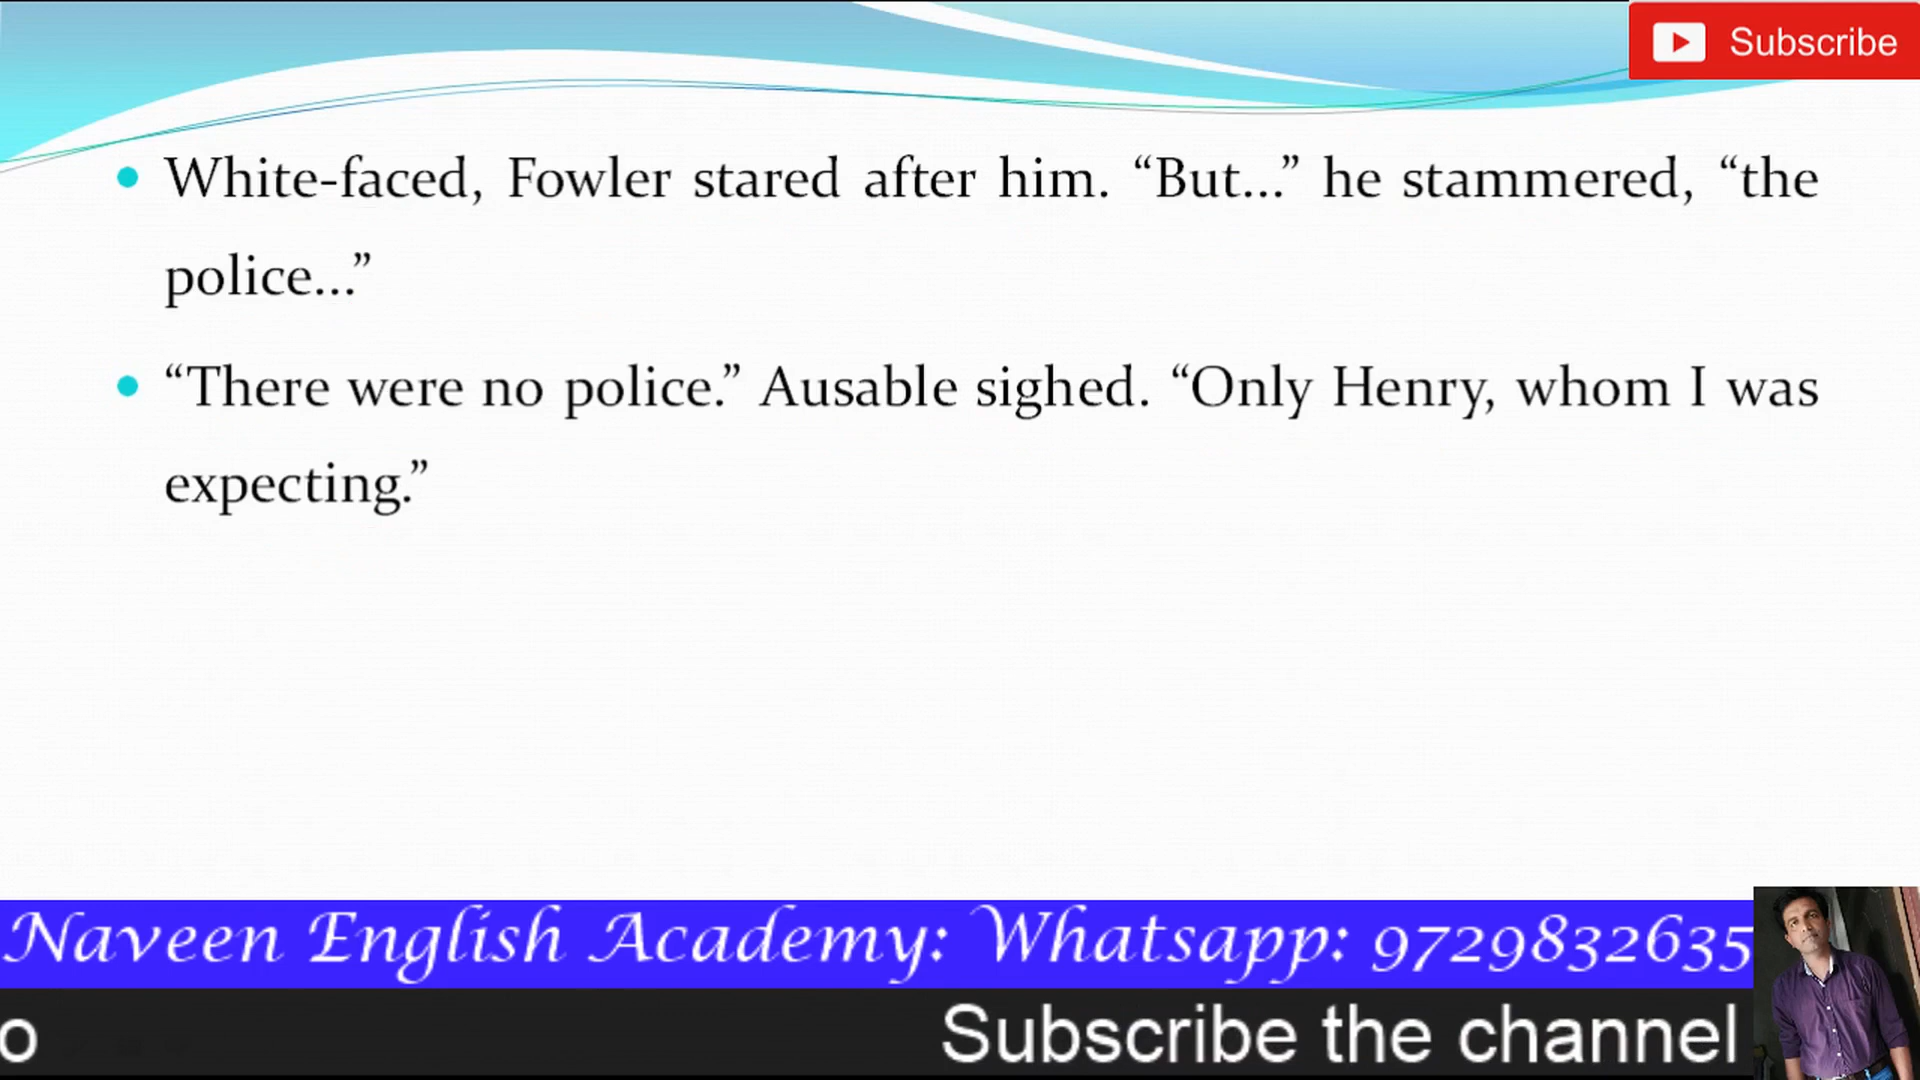 Subscribe
White-faced, Fowler stared after him. “But...” he stammered, “the
police...”
“There were no police.” Ausable sighed. “Only Henry, whom I was
expecting.”
Naveen English Academy: Whatsapp: 9729832635
o Subscribe the channel